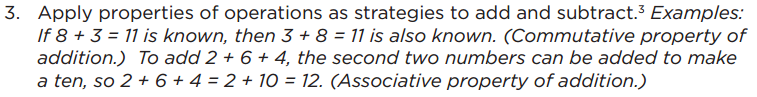 3. Apply properties of operations as strategies to add and subtract.³ Examples:
If 8 + 3 = 11 is known, then 3 + 8 = 11 is also known. (Commutative property of
addition.) To add 2 + 6 + 4, the second two numbers can be added to make
a ten, so 2 + 6 + 4 = 2 + 10 = 12. (Associative property of addition.)